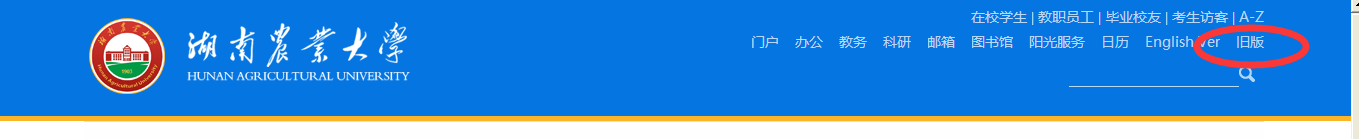 在校学生 | 教职员工 | 毕业校友 | 考生访客 | A-Z
湖南农业大学
HUNAN AGRICULTURAL UNIVERSITY
门户 办公 教务 科研 邮箱 图书馆 阳光服务 日历 English Ver 旧版